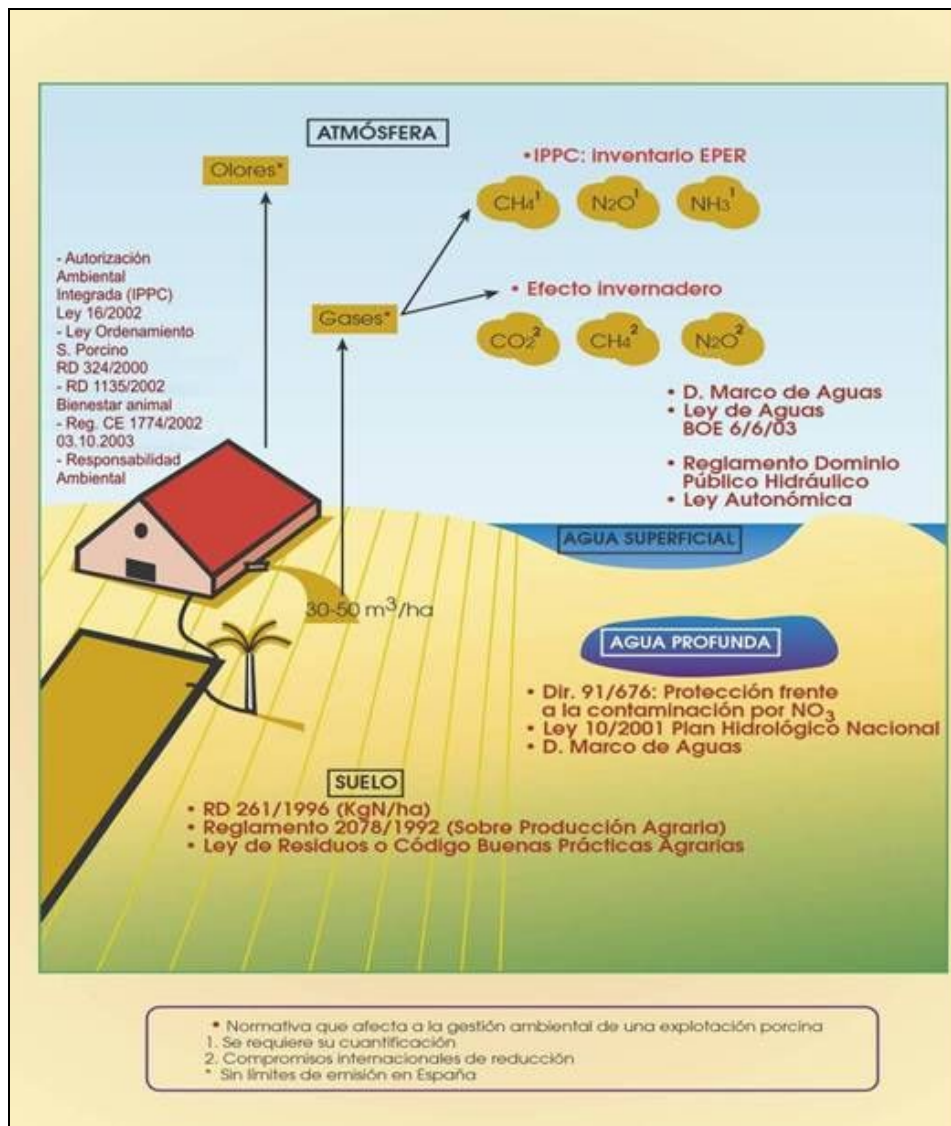 ATMÓSFERA
Olores*
• IPPC: inventario EPER
CH4¹ N2O¹ NH3¹
- Autorización
Ambiental
Integrada (IPPC)
Ley 16/2002
- Ley Ordenamiento
S. Porcino
RD 324/2000
- RD 1135/2002
Bienestar animal
- Reg. CE 1774/2002
03.10.2003
- Responsabilidad
Ambiental
Gases*
• Efecto invernadero
CO2² CH4² N2O²
• D. Marco de Aguas
• Ley de Aguas
BOE 6/6/03
• Reglamento Dominio
Público Hidráulico
• Ley Autonómica
AGUA SUPERFICIAL
30-50 m³/ha
AGUA PROFUNDA
• Dir. 91/676: Protección frente
a la contaminación por NO₃
• Ley 10/2001 Plan Hidrológico Nacional
• D. Marco de Aguas
SUELO
• RD 261/1996 (KgN/ha)
• Reglamento 2078/1992 (Sobre Producción Agraria)
• Ley de Residuos o Código Buenas Prácticas Agrarias
• Normativa que afecta a la gestión ambiental de una explotación porcina
1. Se requiere su cuantificación
2. Compromisos internacionales de reducción
* Sin límites de emisión en España